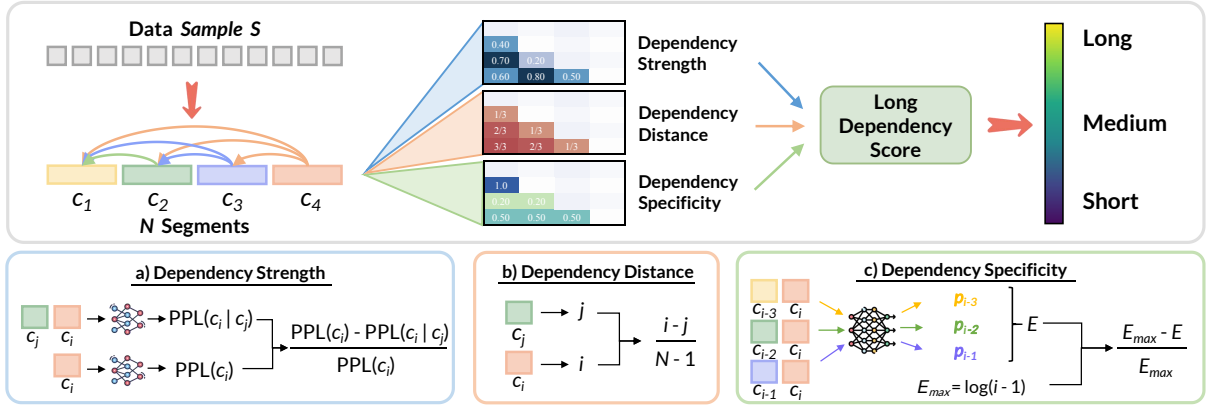 Data Sample S
C1 C2 C3 C4
N Segments
0.40
0.70 0.20
0.60 0.80 0.50
Dependency
Strength
1/3
2/3 1/3
3/3 2/3 1/3
Dependency
Distance
1.0
0.20 0.20
0.50 0.50 0.50
Dependency
Specificity
Long
Dependency
Score
Long
Medium
Short
a) Dependency Strength
cj ci
PPL(ci | cj)
ci
PPL(ci)
PPL(ci) - PPL(ci | cj)
PPL(ci)
b) Dependency Distance
cj
j
ci
i
i - j
N - 1
c) Dependency Specificity
ci-3 ci
ci-2 ci
ci-1 ci
pi-3
pi-2
pi-1
E
Emax = log(i - 1)
Emax - E
Emax